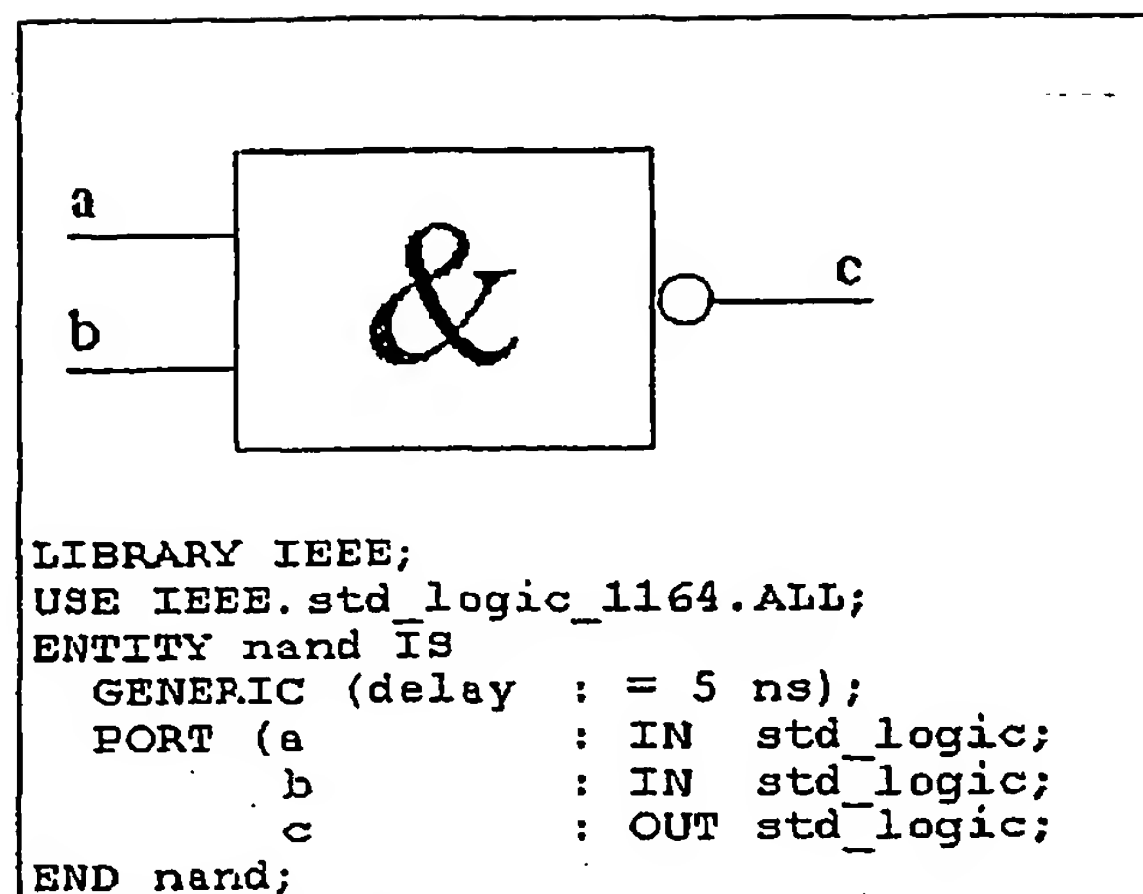 a
&
b
c
LIBRARY IEEE;
USE IEEE.std_logic_1164.ALL;
ENTITY nand IS
  GENERIC (delay  : = 5 ns);
  PORT (a         : IN  std_logic;
        b         : IN  std_logic;
        c         : OUT std_logic;
END nand;